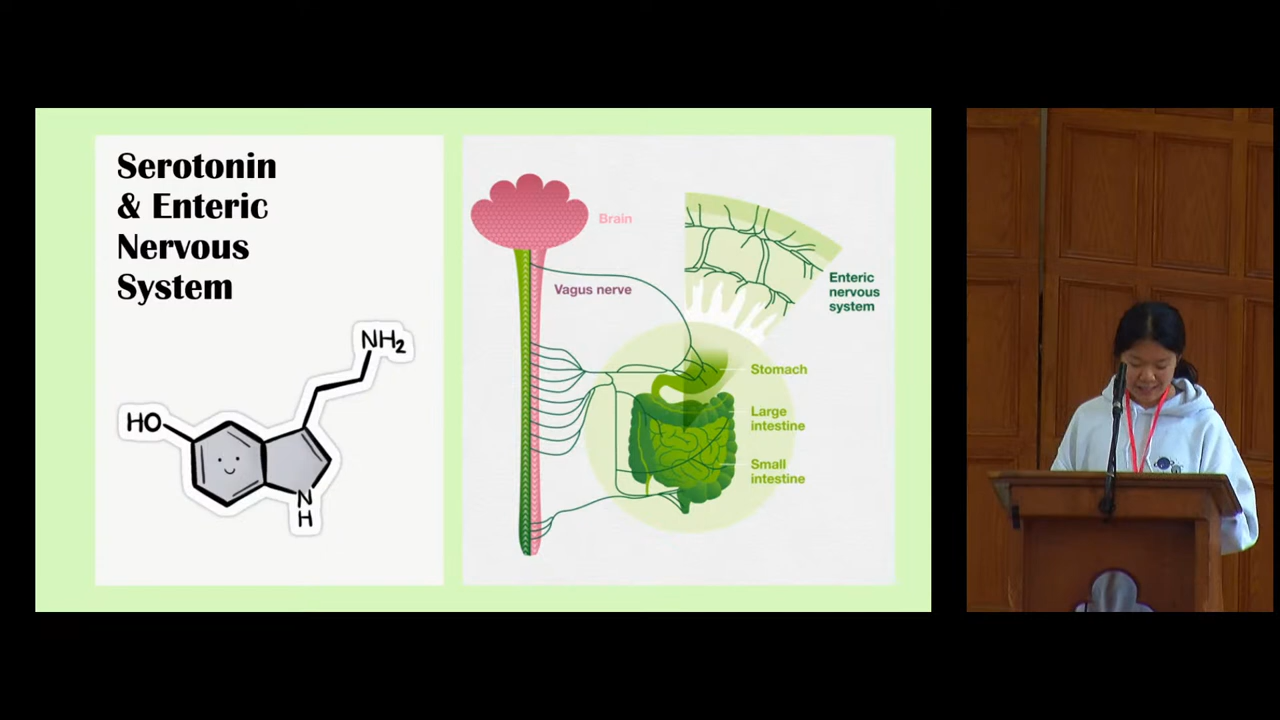 Serotonin
& Enteric
Nervous
System
NH2
HO
N
H
Brain
Vagus nerve
Enteric
nervous
system
Stomach
Large
intestine
Small
intestine